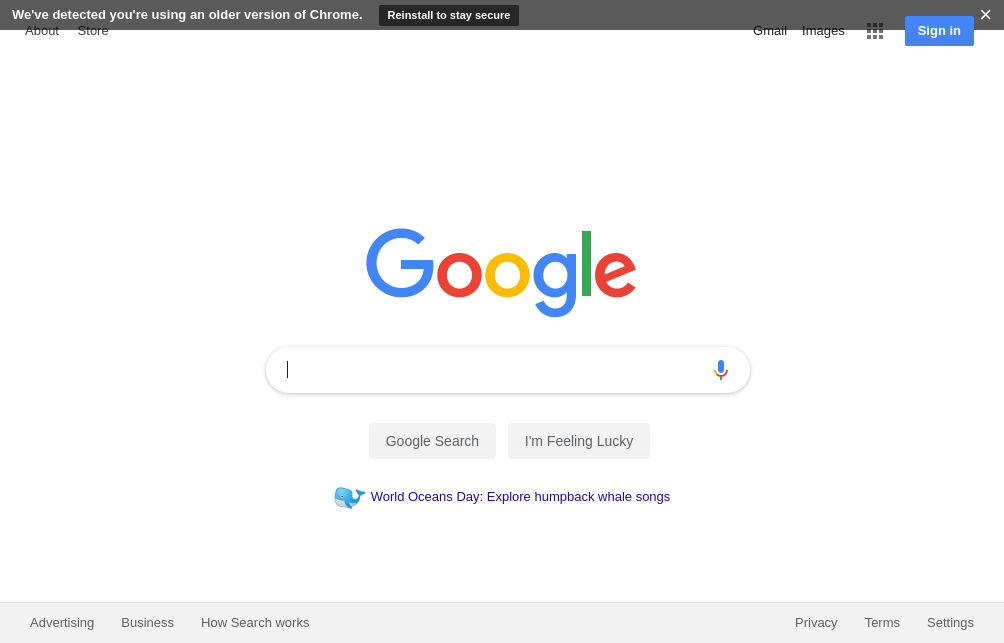 We've detected you're using an older version of Chrome. Reinstall to stay secure ×
About Store Gmail Images Sign in
Google
Google Search I'm Feeling Lucky
World Oceans Day: Explore humpback whale songs
Advertising Business How Search works Privacy Terms Settings